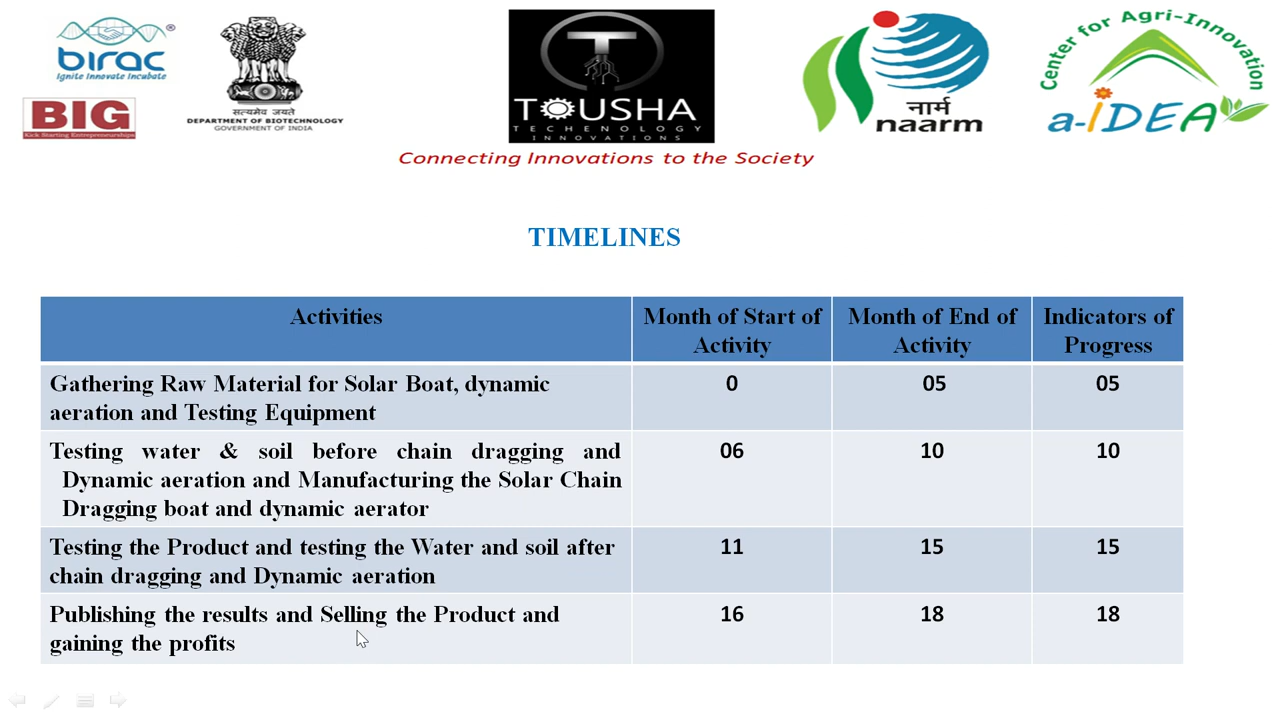 birac
®
Ignite Innovate Incubate
BIG
Kick Starting Entrepreneurships
सत्यमेव जयते
DEPARTMENT OF BIOTECHNOLOGY
GOVERNMENT OF INDIA
T
TOUSHA
TECHENOLOGY
INNOVATIONS
Connecting Innovations to the Society
नार्म
naarm
Center for Agri-Innovation
a-iDEA
TIMELINES
Activities
Month of Start of
Activity
Month of End of
Activity
Indicators of
Progress
Gathering Raw Material for Solar Boat, dynamic
aeration and Testing Equipment
0
05
05
Testing water & soil before chain dragging and
Dynamic aeration and Manufacturing the Solar Chain
Dragging boat and dynamic aerator
06
10
10
Testing the Product and testing the Water and soil after
chain dragging and Dynamic aeration
11
15
15
Publishing the results and Selling the Product and
gaining the profits
16
18
18